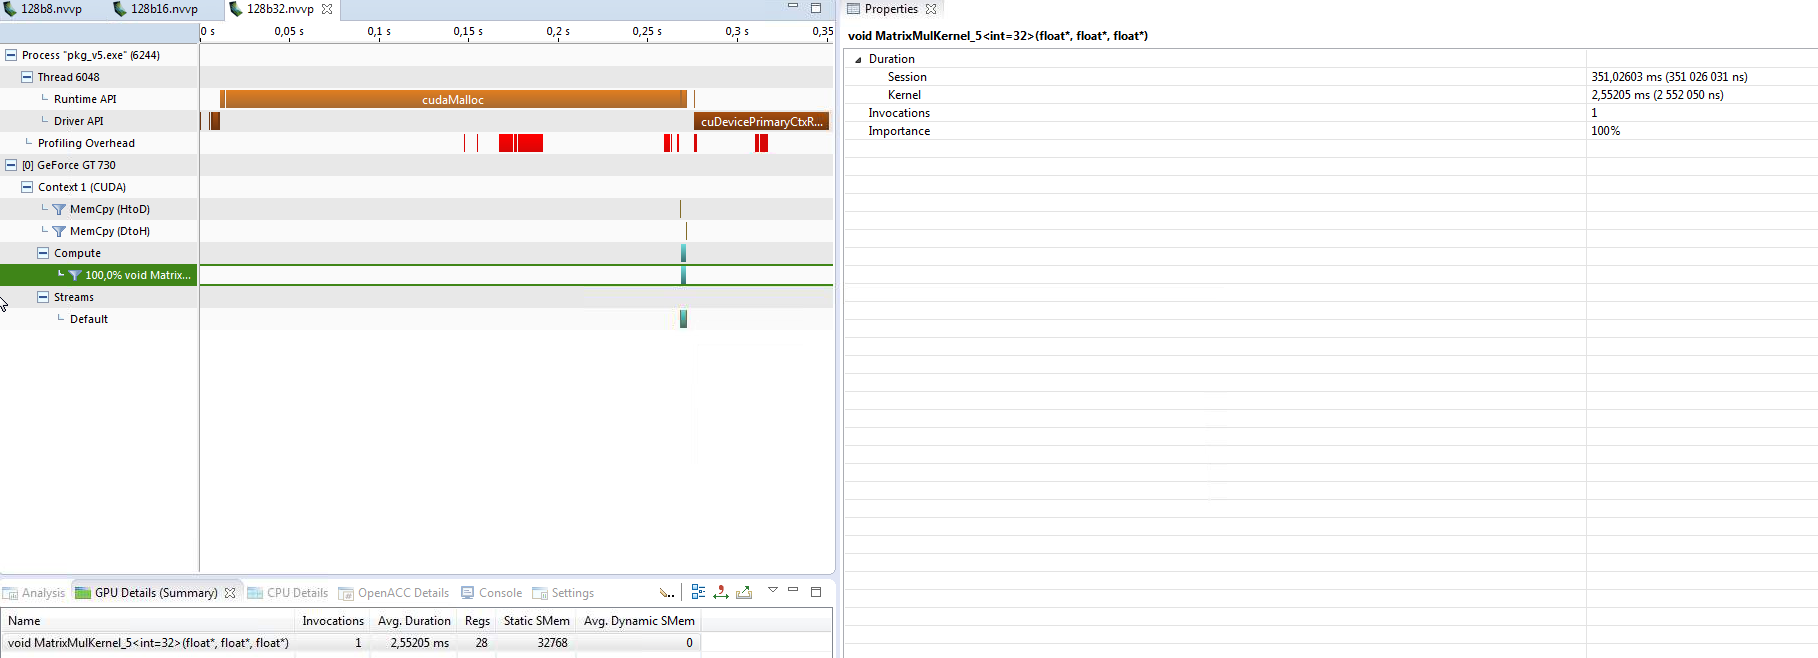 128b8.nvvp 128b16.nvvp 128b32.nvvp
0 s 0,05 s 0,1 s 0,15 s 0,2 s 0,25 s 0,3 s 0,35
Process "pkg_v5.exe" (6244)
Thread 6048
Runtime API cudaMalloc
Driver API cuDevicePrimaryCtxR...
Profiling Overhead
[0] GeForce GT 730
Context 1 (CUDA)
MemCpy (HtoD)
MemCpy (DtoH)
Compute
100,0% void Matrix...
Streams
Default
Analysis GPU Details (Summary) CPU Details OpenACC Details Console Settings
Name Invocations Avg. Duration Regs Static SMem Avg. Dynamic SMem
void MatrixMulKernel_5<int=32>(float*, float*, float*) 1 2,55205 ms 28 32768 0
Properties
void MatrixMulKernel_5<int=32>(float*, float*, float*)
Duration
Session 351,02603 ms (351 026 031 ns)
Kernel 2,55205 ms (2 552 050 ns)
Invocations 1
Importance 100%